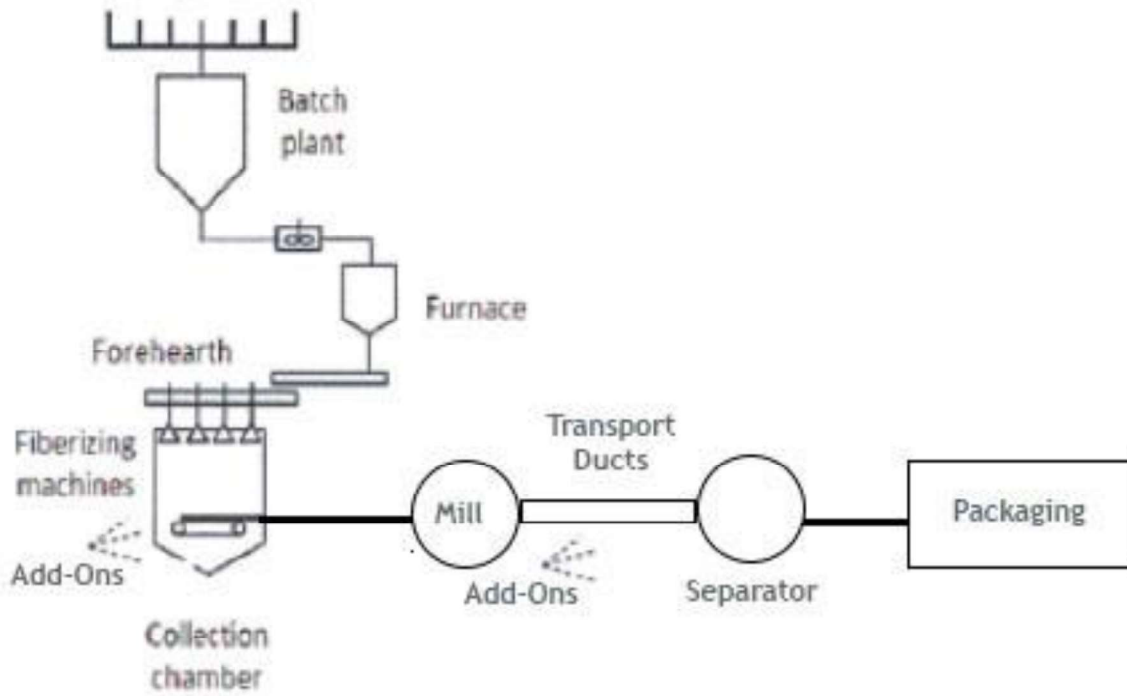 Batch
plant
Furnace
Forehearth
Fiberizing
machines
Transport
Ducts
Mill
Packaging
Add-Ons
Add-Ons
Separator
Collection
chamber